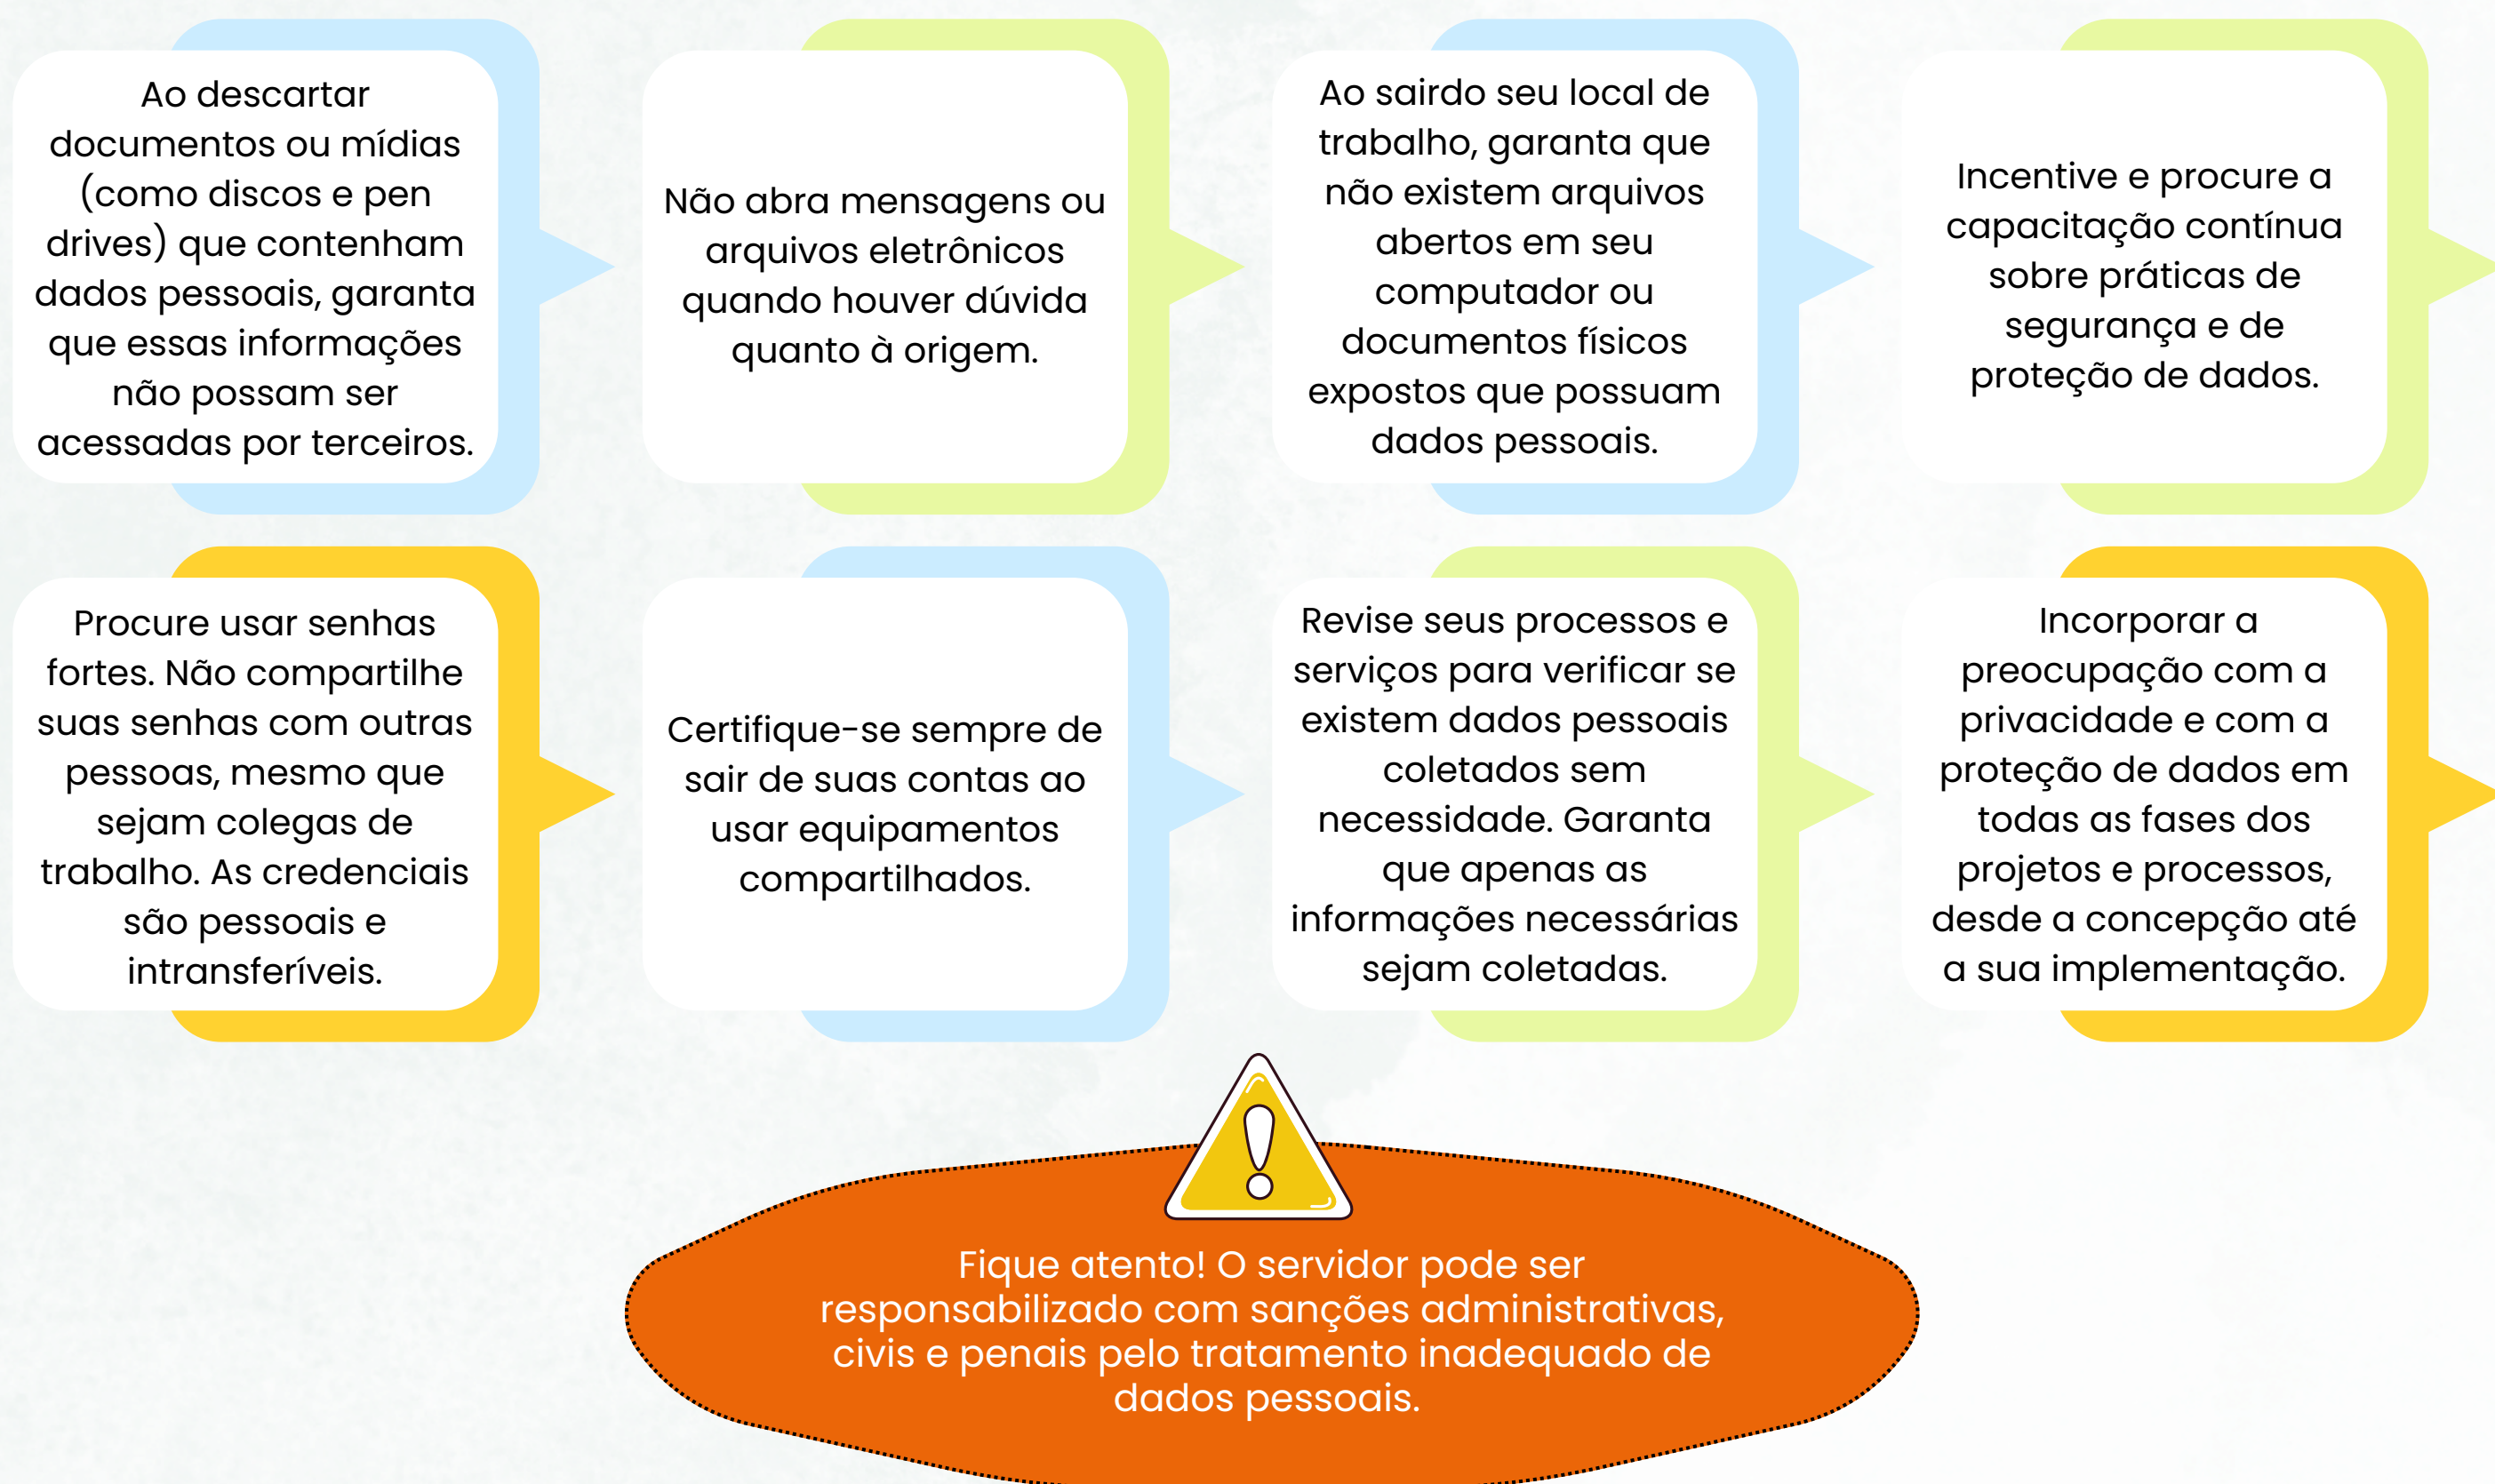 Ao descartar
documentos ou mídias
(como discos e pen
drives) que contenham
dados pessoais, garanta
que essas informações
não possam ser
acessadas por terceiros.
Não abra mensagens ou
arquivos eletrônicos
quando houver dúvida
quanto à origem.
Ao sairdo seu local de
trabalho, garanta que
não existem arquivos
abertos em seu
computador ou
documentos físicos
expostos que possuam
dados pessoais.
Incentive e procure a
capacitação contínua
sobre práticas de
segurança e de
proteção de dados.
Procure usar senhas
fortes. Não compartilhe
suas senhas com outras
pessoas, mesmo que
sejam colegas de
trabalho. As credenciais
são pessoais e
intransferíveis.
Certifique-se sempre de
sair de suas contas ao
usar equipamentos
compartilhados.
Revise seus processos e
serviços para verificar se
existem dados pessoais
coletados sem
necessidade. Garanta
que apenas as
informações necessárias
sejam coletadas.
Incorporar a
preocupação com a
privacidade e com a
proteção de dados em
todas as fases dos
projetos e processos,
desde a concepção até
a sua implementação.
Fique atento! O servidor pode ser
responsabilizado com sanções administrativas,
civis e penais pelo tratamento inadequado de
dados pessoais.